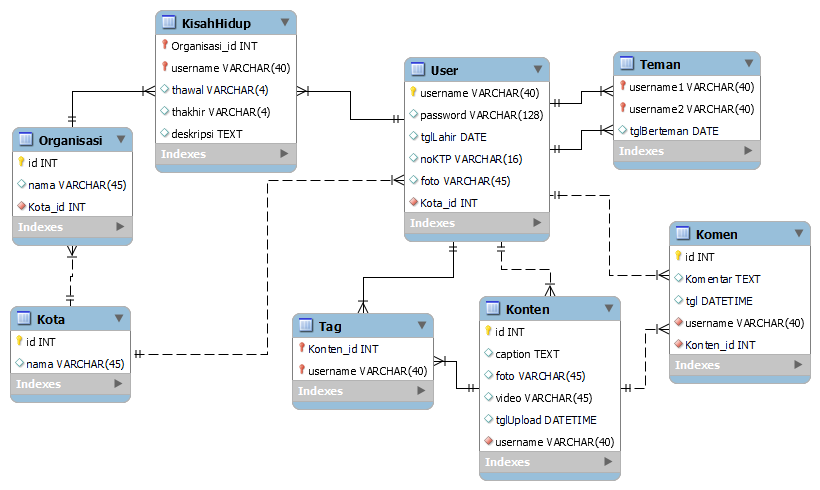 KisahHidup
Organisasi_id INT
username VARCHAR(40)
thawal VARCHAR(4)
thakhir VARCHAR(4)
deskripsi TEXT
Indexes
User
username VARCHAR(40)
password VARCHAR(128)
tglLahir DATE
noKTP VARCHAR(16)
foto VARCHAR(45)
Kota_id INT
Indexes
Teman
username1 VARCHAR(40)
username2 VARCHAR(40)
tglBerteman DATE
Indexes
Organisasi
id INT
nama VARCHAR(45)
Kota_id INT
Indexes
Komen
id INT
Komentar TEXT
tgl DATETIME
username VARCHAR(40)
Konten_id INT
Indexes
Kota
id INT
nama VARCHAR(45)
Indexes
Tag
Konten_id INT
username VARCHAR(40)
Indexes
Konten
id INT
caption TEXT
foto VARCHAR(45)
video VARCHAR(45)
tglUpload DATETIME
username VARCHAR(40)
Indexes